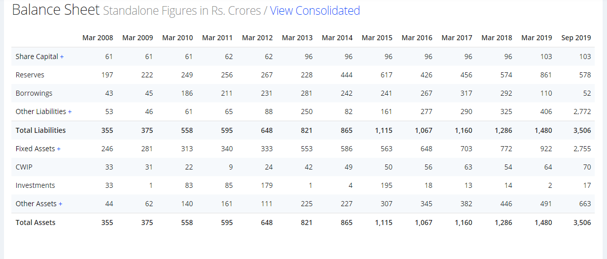 Balance Sheet Standalone Figures in Rs. Crores / View Consolidated
Mar 2008 Mar 2009 Mar 2010 Mar 2011 Mar 2012 Mar 2013 Mar 2014 Mar 2015 Mar 2016 Mar 2017 Mar 2018 Mar 2019 Sep 2019
Share Capital + 61 61 61 62 62 96 96 96 96 96 96 103 103
Reserves 197 222 249 256 267 228 444 617 426 456 574 861 578
Borrowings 43 45 186 211 231 281 242 241 267 317 292 110 52
Other Liabilities + 53 46 61 65 88 250 82 161 277 290 325 406 2,772
Total Liabilities 355 375 558 595 648 821 865 1,115 1,067 1,160 1,286 1,480 3,506
Fixed Assets + 246 281 313 340 333 553 586 563 648 703 772 922 2,755
CWIP 33 31 22 9 24 42 49 50 56 63 54 64 70
Investments 33 1 83 85 179 1 4 195 18 13 14 2 17
Other Assets + 44 62 140 161 111 225 227 307 345 382 446 491 663
Total Assets 355 375 558 595 648 821 865 1,115 1,067 1,160 1,286 1,480 3,506